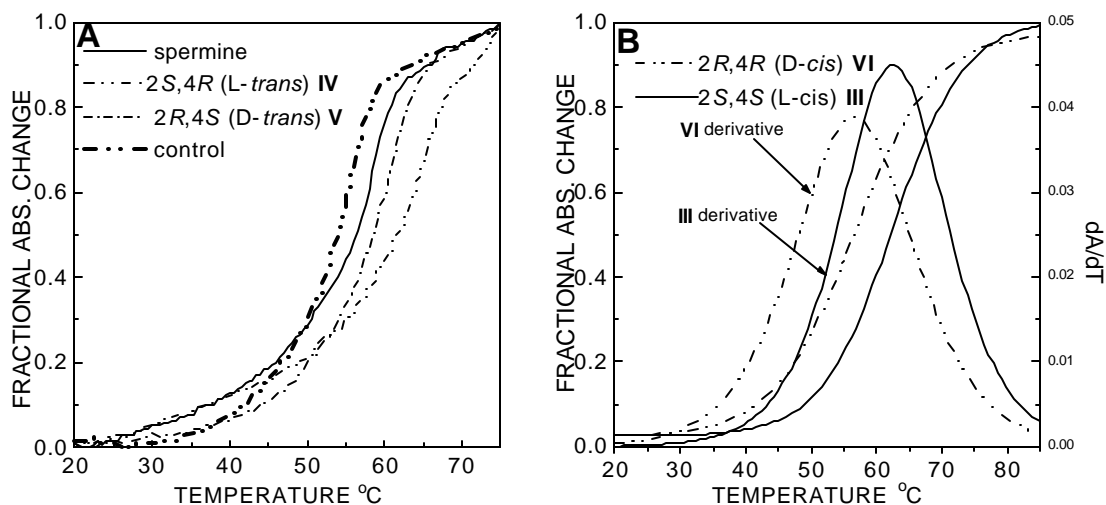 A
FRACTIONAL ABS. CHANGE
1.0
0.8
0.6
0.4
0.2
0.0
20
30
40
50
60
70
TEMPERATURE °C
spermine
2S,4R (L-trans) IV
2R,4S (D-trans) V
control
B
FRACTIONAL ABS. CHANGE
1.0
0.8
0.6
0.4
0.2
0.0
20
30
40
50
60
70
80
TEMPERATURE °C
2R,4R (D-cis) VI
2S,4S (L-cis) III
VI derivative
III derivative
0.05
0.04
0.03
0.02
0.01
0.00
dA/dT